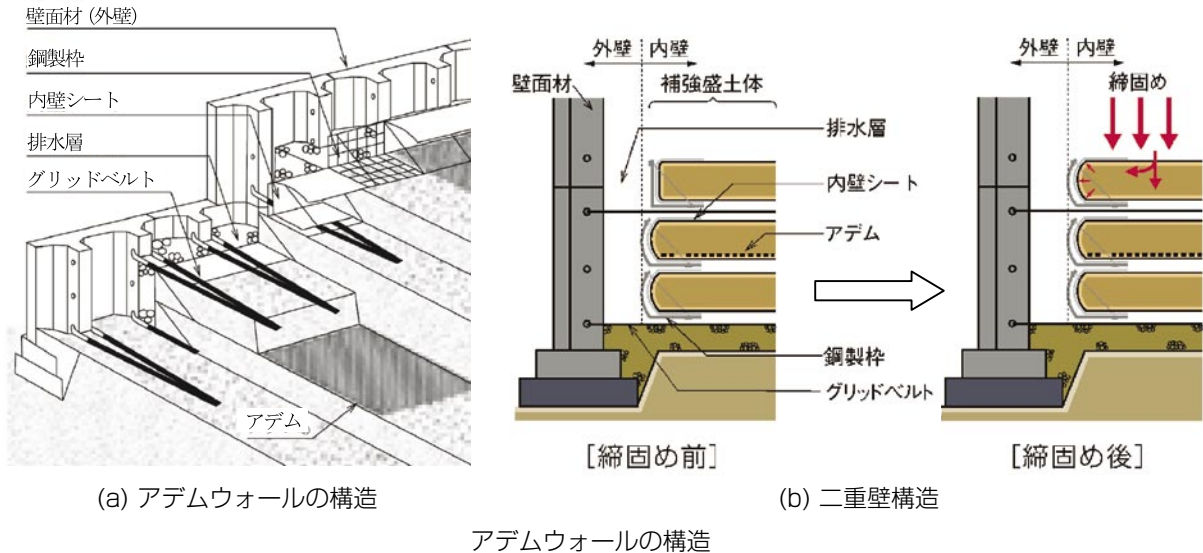 壁面材 (外壁)
鋼製枠
内壁シート
排水層
グリッドベルト
アデム
(a) アデムウォールの構造
外壁 内壁
壁面材
補強盛土体
排水層
内壁シート
アデム
鋼製枠
グリッドベルト
[締固め前]
外壁 内壁
締固め
[締固め後]
(b) 二重壁構造
アデムウォールの構造